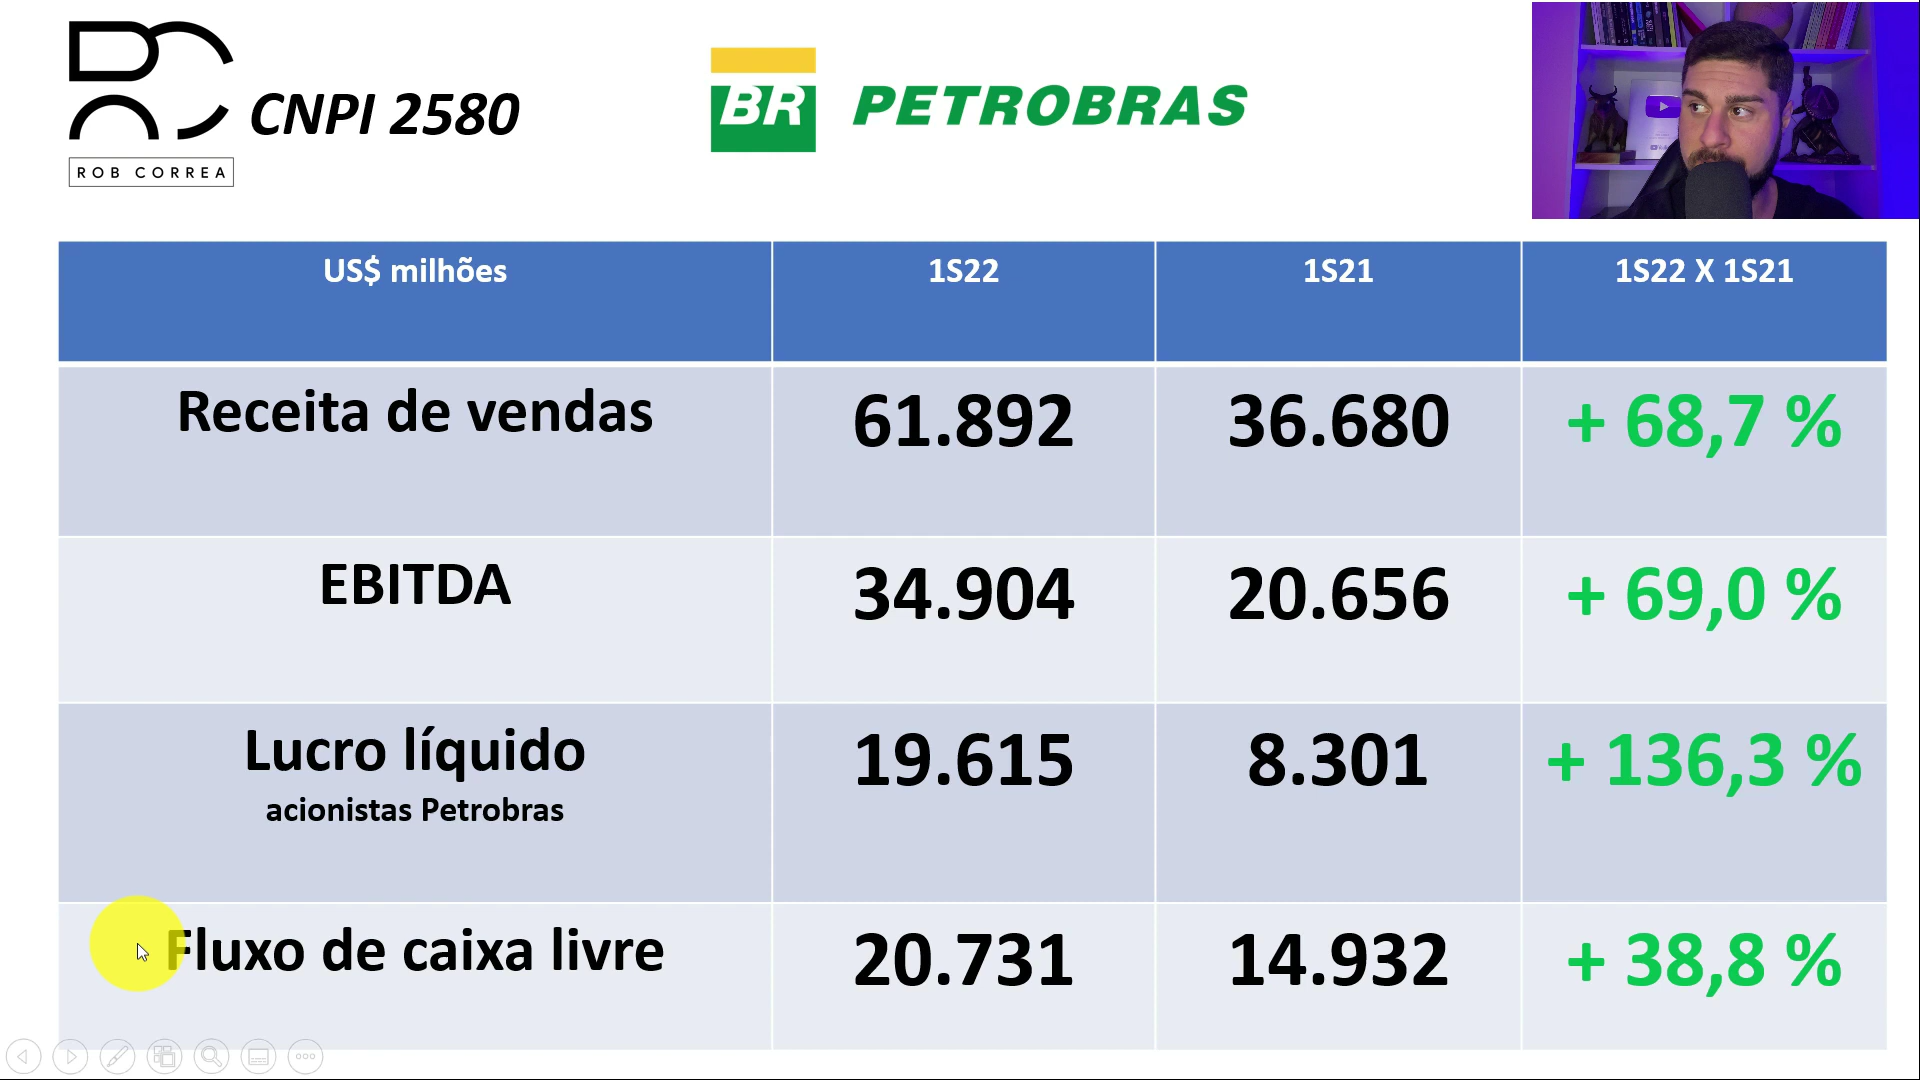 ROB CORREA
CNPI 2580
BR PETROBRAS
US$ milhões 1S22 1S21 1S22 X 1S21
Receita de vendas 61.892 36.680 + 68,7 %
EBITDA 34.904 20.656 + 69,0 %
Lucro líquido 19.615 8.301 + 136,3 %
acionistas Petrobras
Fluxo de caixa livre 20.731 14.932 + 38,8 %